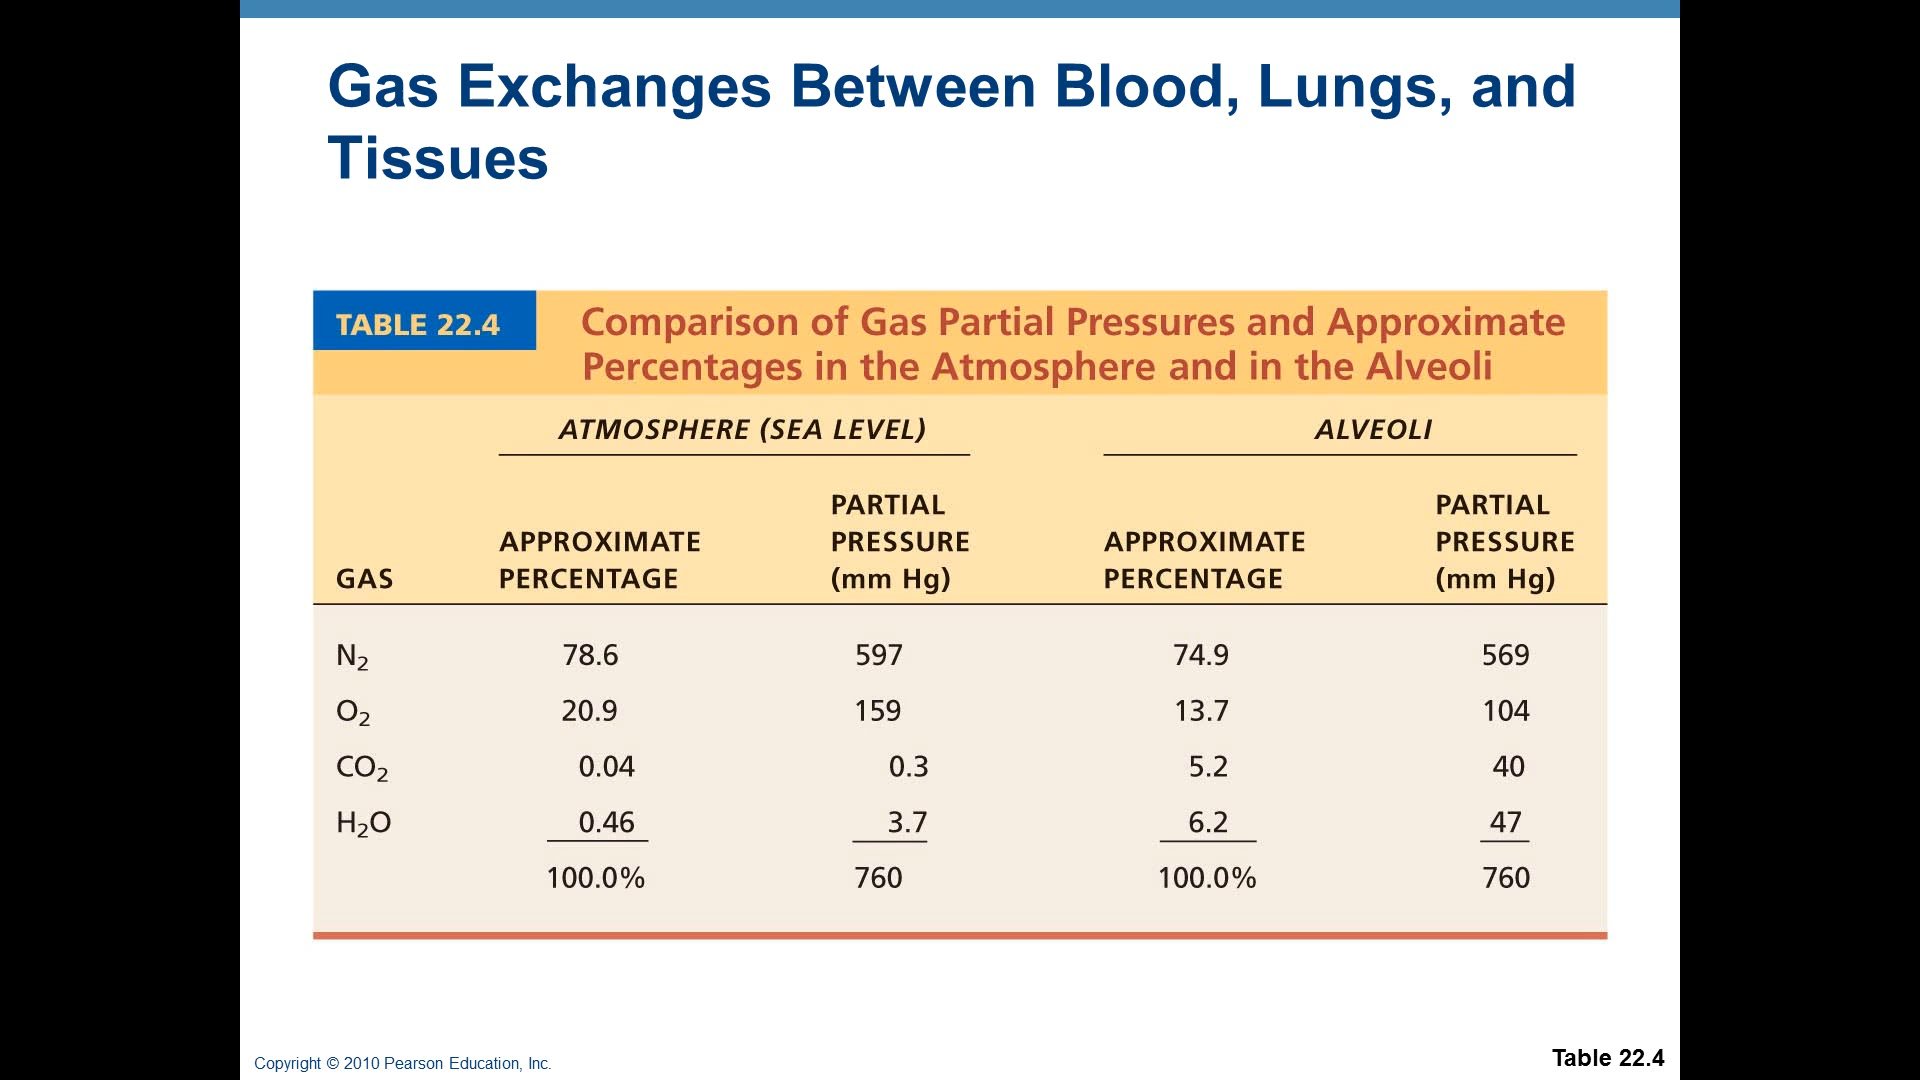 Gas Exchanges Between Blood, Lungs, and
Tissues
TABLE 22.4
Comparison of Gas Partial Pressures and Approximate
Percentages in the Atmosphere and in the Alveoli
ATMOSPHERE (SEA LEVEL) ALVEOLI
PARTIAL PARTIAL
APPROXIMATE PRESSURE APPROXIMATE PRESSURE
GAS PERCENTAGE (mm Hg) PERCENTAGE (mm Hg)
N₂ 78.6 597 74.9 569
O₂ 20.9 159 13.7 104
CO₂ 0.04 0.3 5.2 40
H₂O 0.46 3.7 6.2 47
100.0% 760 100.0% 760
Copyright © 2010 Pearson Education, Inc.
Table 22.4